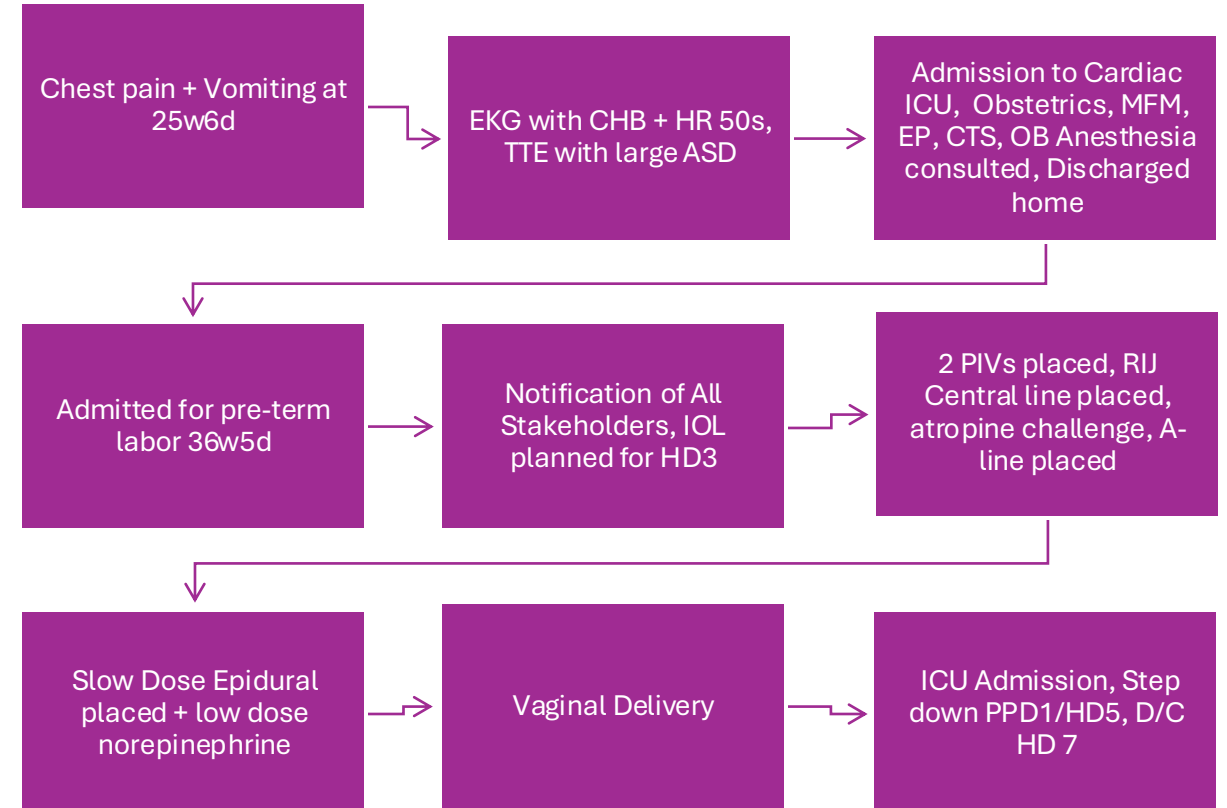 Chest pain + Vomiting at
25w6d
EKG with CHB + HR 50s,
TTE with large ASD
Admission to Cardiac
ICU, Obstetrics, MFM,
EP, CTS, OB Anesthesia
consulted, Discharged
home
Admitted for pre-term
labor 36w5d
Notification of All
Stakeholders, IOL
planned for HD3
2 PIVs placed, RIJ
Central line placed,
atropine challenge, A-
line placed
Slow Dose Epidural
placed + low dose
norepinephrine
Vaginal Delivery
ICU Admission, Step
down PPD1/HD5, D/C
HD 7